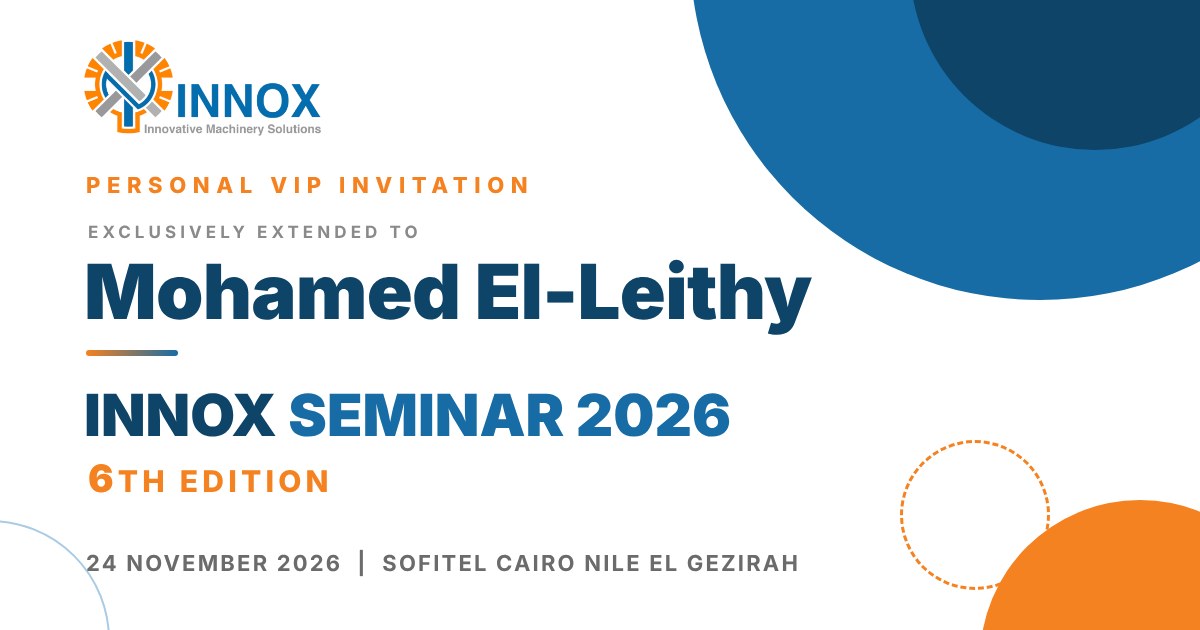 INNOX
Innovative Machinery Solutions
PERSONAL VIP INVITATION
EXCLUSIVELY EXTENDED TO
Mohamed El-Leithy
INNOX SEMINAR 2026
6TH EDITION
24 NOVEMBER 2026 | SOFITEL CAIRO NILE EL GEZIRAH